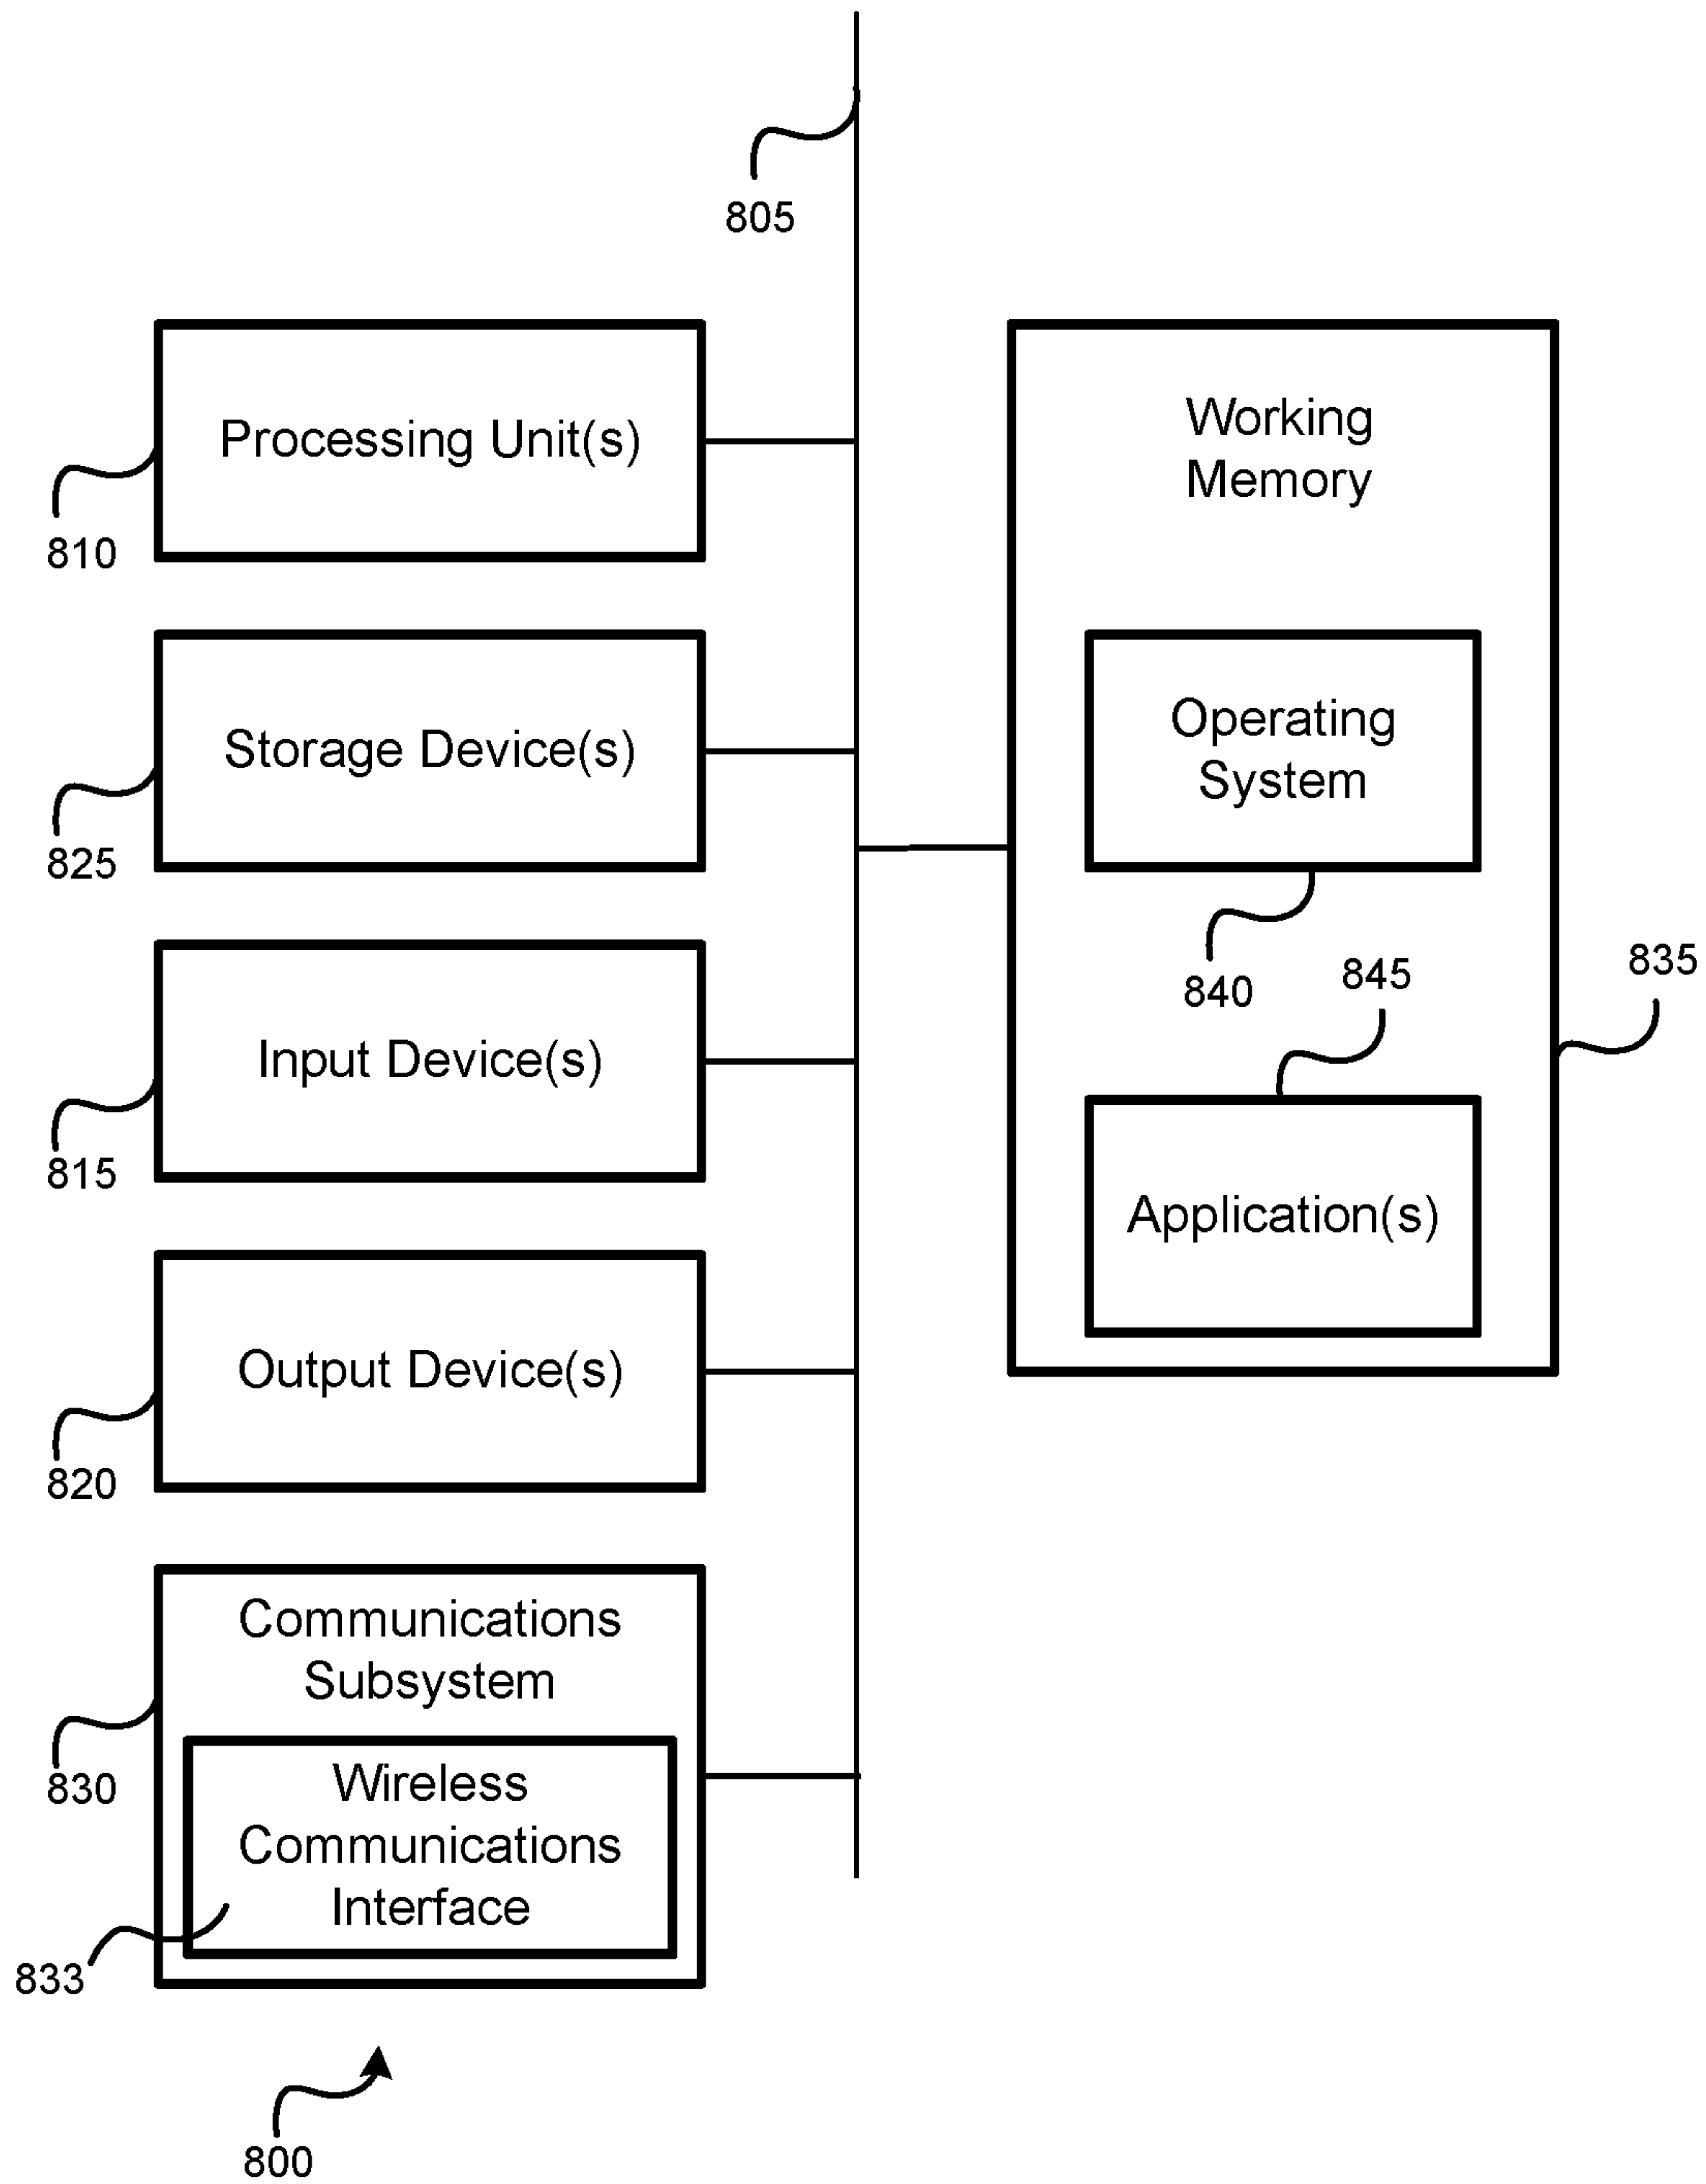 805
Processing Unit(s)
810
Storage Device(s)
825
Input Device(s)
815
Output Device(s)
820
Communications
Subsystem
830
Wireless
Communications
Interface
833
Working
Memory
Operating
System
840
845
835
Application(s)
800